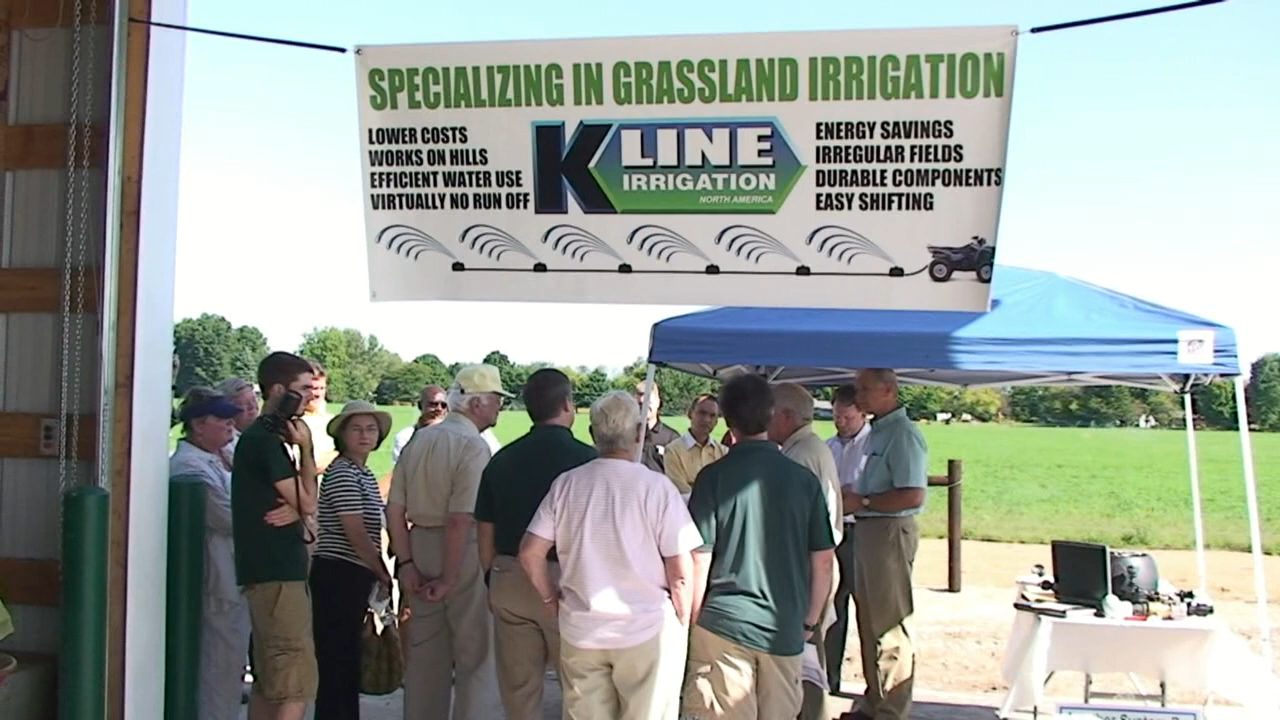 SPECIALIZING IN GRASSLAND IRRIGATION
LOWER COSTS
WORKS ON HILLS
EFFICIENT WATER USE
VIRTUALLY NO RUN OFF
K LINE
IRRIGATION
NORTH AMERICA
ENERGY SAVINGS
IRREGULAR FIELDS
DURABLE COMPONENTS
EASY SHIFTING